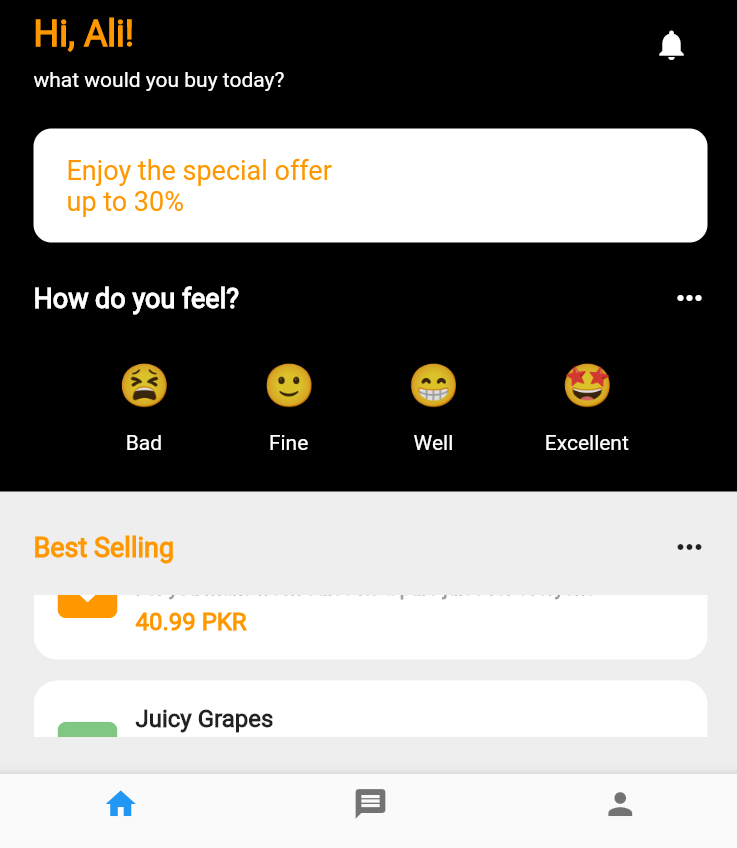 Hi, Ali!
what would you buy today?
Enjoy the special offer
up to 30%
How do you feel?
Bad
Fine
Well
Excellent
Best Selling
40.99 PKR
Juicy Grapes